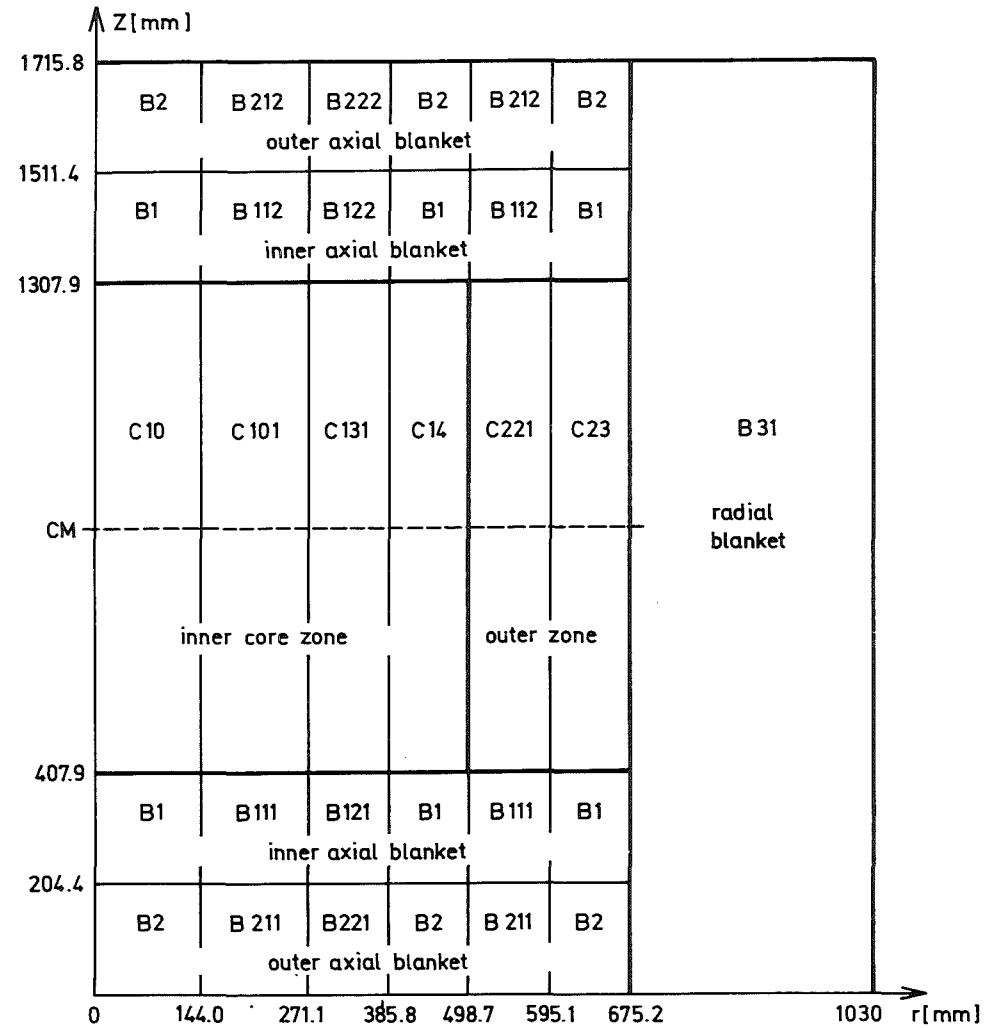 Z[mm]
1715.8
B2 B212 B222 B2 B212 B2
outer axial blanket
1511.4
B1 B112 B122 B1 B112 B1
inner axial blanket
1307.9
C10 C101 C131 C14 C221 C23 B31
radial
blanket
CM
inner core zone outer zone
407.9
B1 B111 B121 B1 B111 B1
inner axial blanket
204.4
B2 B211 B221 B2 B211 B2
outer axial blanket
0 144.0 271.1 385.8 498.7 595.1 675.2 1030 r[mm]